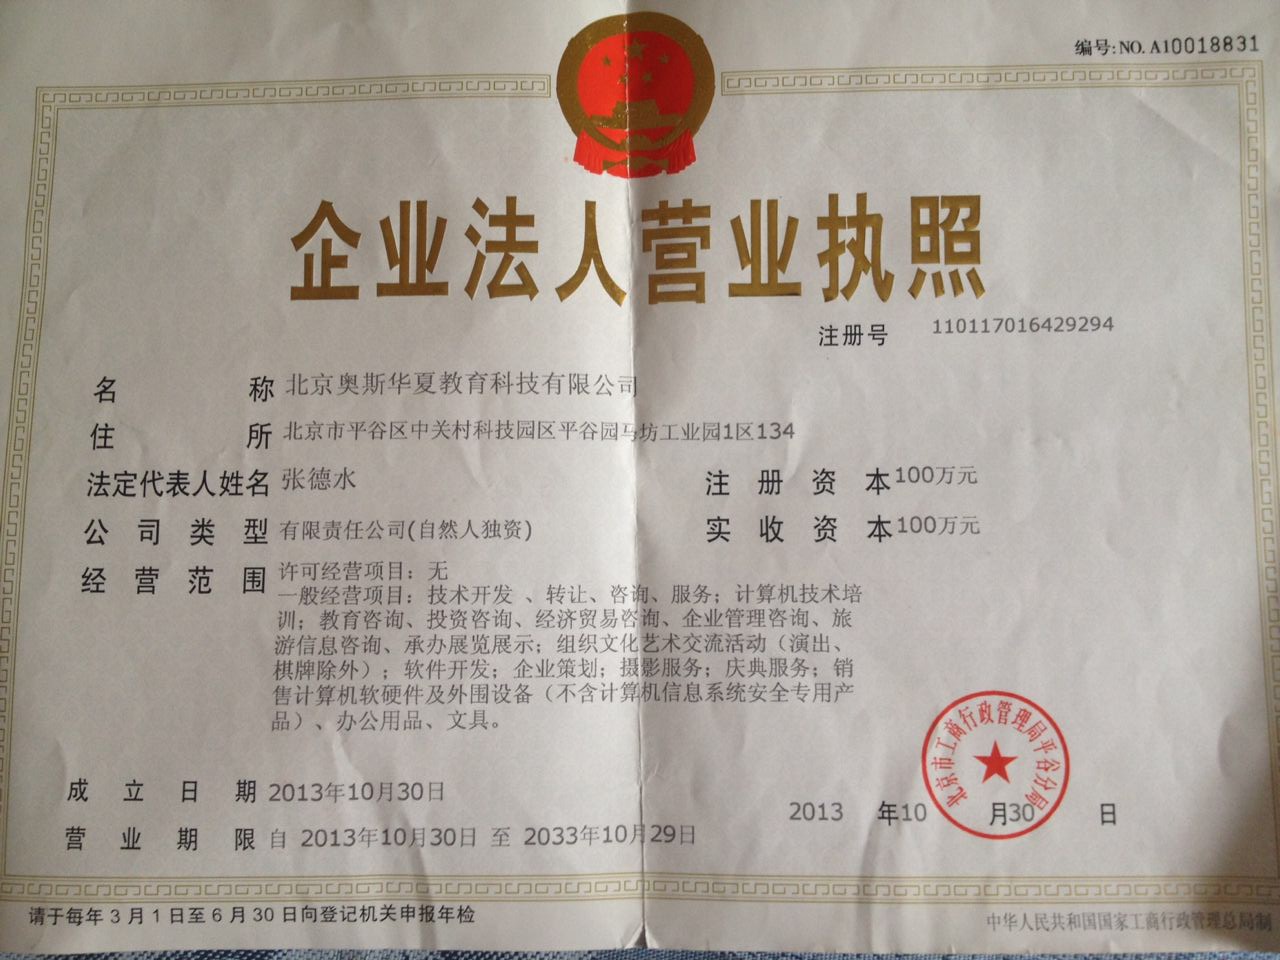 编号:NO. A10018831
企业法人营业执照
注册号 110117016429294
名称 北京奥斯华夏教育科技有限公司
住所 北京市平谷区中关村科技园区平谷园马坊工业园1区134
法定代表人姓名 张德水 注册资本 100万元
公司类型 有限责任公司(自然人独资) 实收资本 100万元
经营范围 许可经营项目：无
一般经营项目：技术开发 、转让、咨询、服务；计算机技术培
训；教育咨询、投资咨询、经济贸易咨询、企业管理咨询、旅
游信息咨询、承办展览展示；组织文化艺术交流活动（演出、
棋牌除外）；软件开发；企业策划；摄影服务；庆典服务；销
售计算机软硬件及外围设备（不含计算机信息系统安全专用产
品）、办公用品、文具。
北京市工商行政管理局平谷分局
成立日期 2013年10月30日
2013 年10 月30 日
营业期限 自 2013年10月30日 至 2033年10月29日
请于每年3月1日至6月30日向登记机关申报年检
中华人民共和国国家工商行政管理总局制